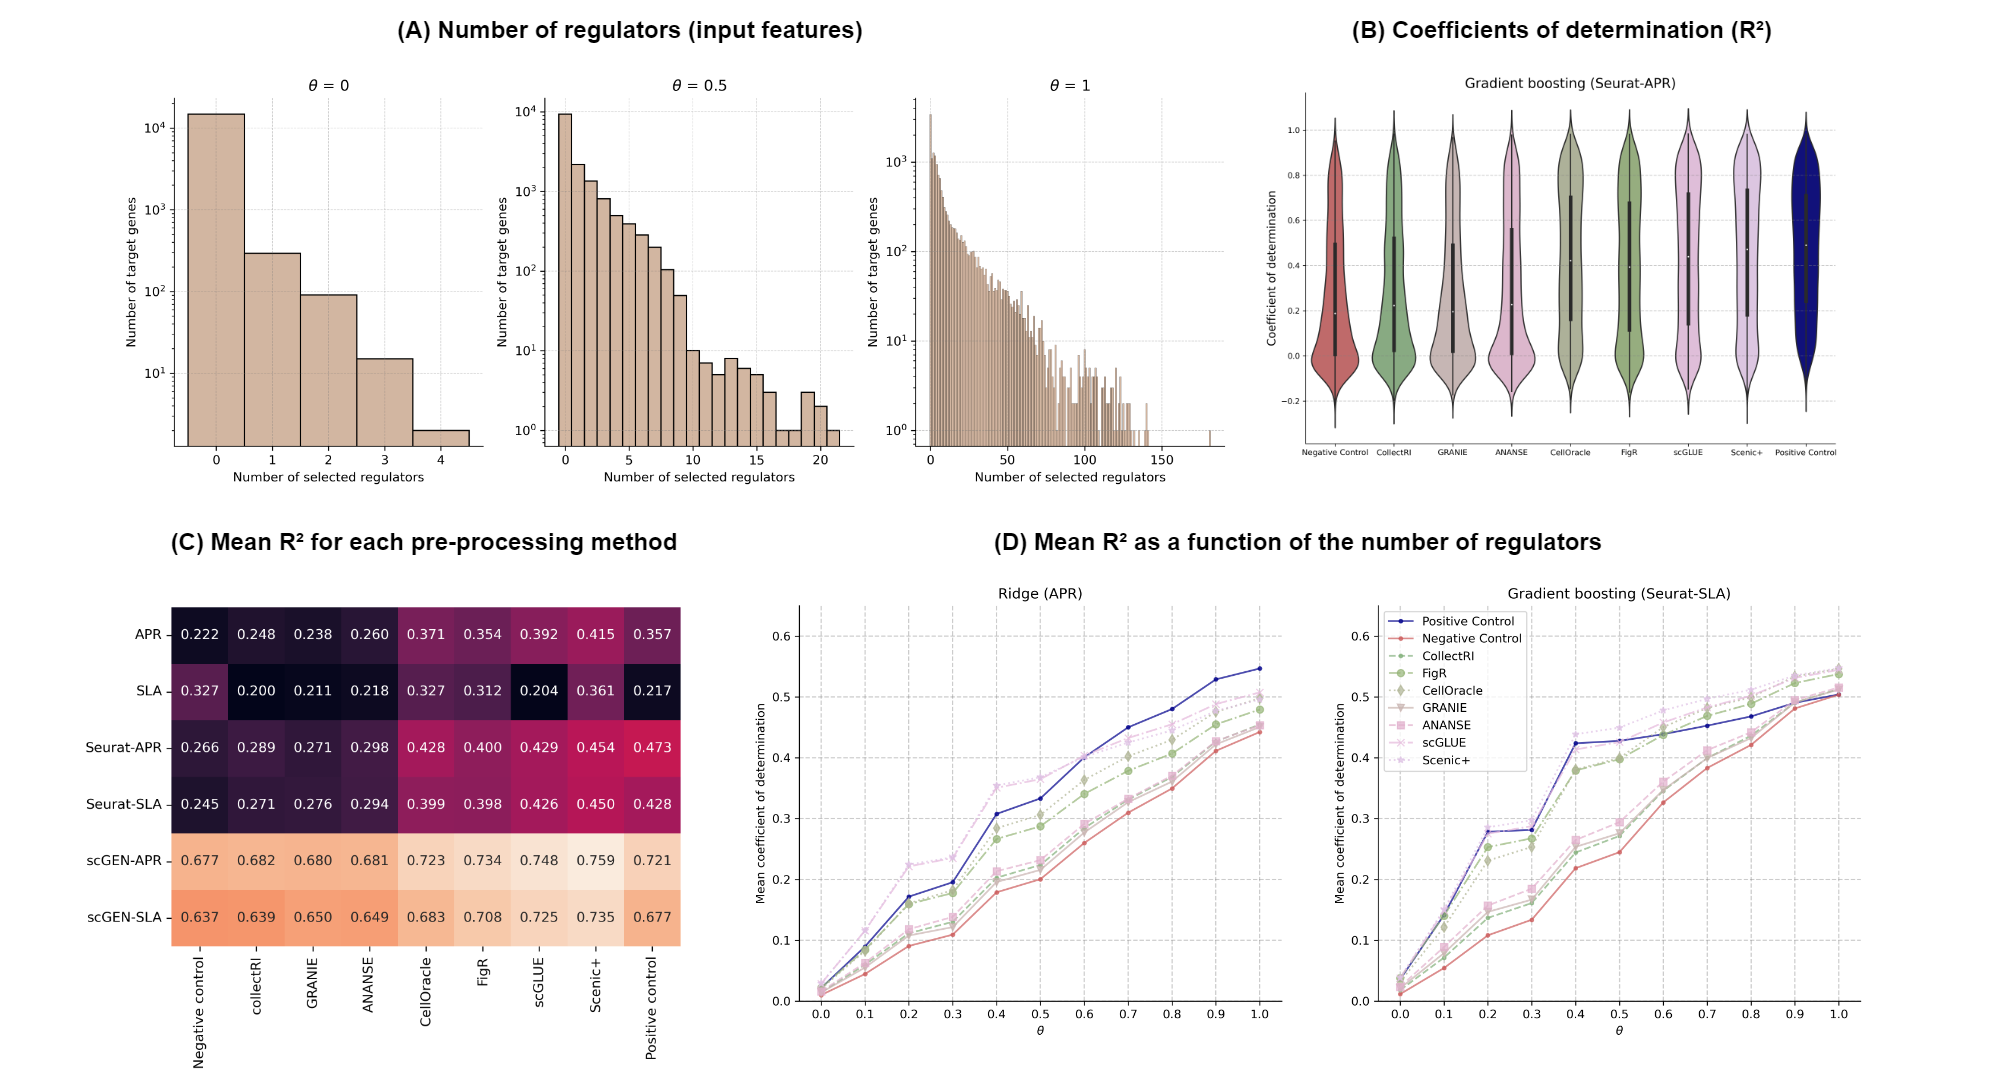 (A) Number of regulators (input features)
θ = 0
Number of target genes
10⁴
10³
10²
10¹
0 1 2 3 4
Number of selected regulators
θ = 0.5
Number of target genes
10⁴
10³
10²
10¹
10⁰
0 5 10 15 20
Number of selected regulators
θ = 1
Number of target genes
10³
10²
10¹
10⁰
0 50 100 150
Number of selected regulators
(B) Coefficients of determination (R²)
Gradient boosting (Seurat-APR)
Coefficient of determination
1.0
0.8
0.6
0.4
0.2
0.0
−0.2
Negative Control CollectRI GRANIE ANANSE CellOracle FigR scGLUE Scenic+ Positive Control
(C) Mean R² for each pre-processing method
APR 0.222 0.248 0.238 0.260 0.371 0.354 0.392 0.415 0.357
SLA 0.327 0.200 0.211 0.218 0.327 0.312 0.204 0.361 0.217
Seurat-APR 0.266 0.289 0.271 0.298 0.428 0.400 0.429 0.454 0.473
Seurat-SLA 0.245 0.271 0.276 0.294 0.399 0.398 0.426 0.450 0.428
scGEN-APR 0.677 0.682 0.680 0.681 0.723 0.734 0.748 0.759 0.721
scGEN-SLA 0.637 0.639 0.650 0.649 0.683 0.708 0.725 0.735 0.677
Negative control
collectRI
GRANIE
ANANSE
CellOracle
FigR
scGLUE
Scenic+
Positive control
(D) Mean R² as a function of the number of regulators
Ridge (APR)
Mean coefficient of determination
0.6
0.5
0.4
0.3
0.2
0.1
0.0
0.0 0.1 0.2 0.3 0.4 0.5 0.6 0.7 0.8 0.9 1.0
θ
Gradient boosting (Seurat-SLA)
Mean coefficient of determination
0.6
0.5
0.4
0.3
0.2
0.1
0.0
Positive Control
Negative Control
CollectRI
FigR
CellOracle
GRANIE
ANANSE
scGLUE
Scenic+
0.0 0.1 0.2 0.3 0.4 0.5 0.6 0.7 0.8 0.9 1.0
θ